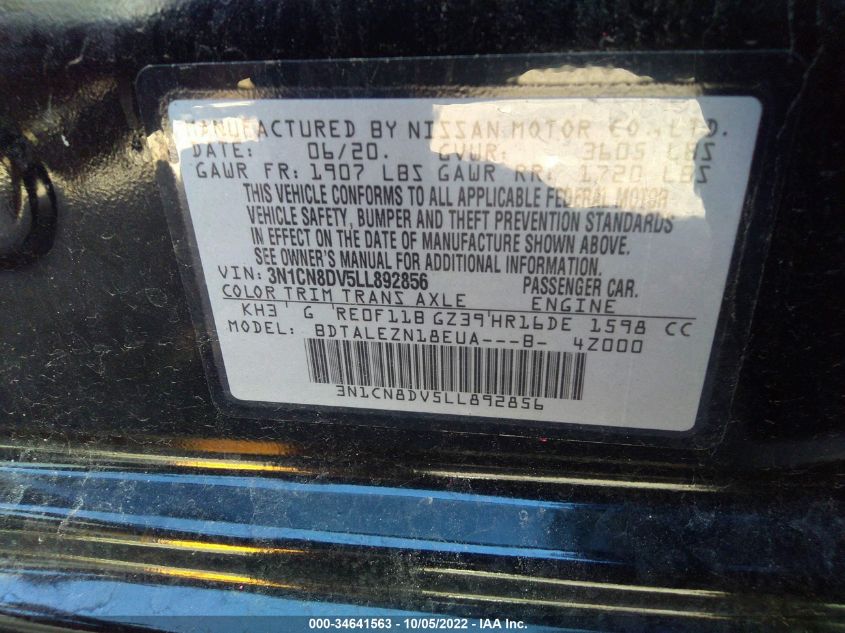 MANUFACTURED BY NISSAN MOTOR CO., LTD.
DATE: 06/20. GVWR: 3605 LBS
GAWR FR: 1907 LBS GAWR RR: 1720 LBS
THIS VEHICLE CONFORMS TO ALL APPLICABLE FEDERAL MOTOR
VEHICLE SAFETY, BUMPER AND THEFT PREVENTION STANDARDS
IN EFFECT ON THE DATE OF MANUFACTURE SHOWN ABOVE.
SEE OWNER'S MANUAL FOR ADDITIONAL INFORMATION.
VIN: 3N1CN8DV5LL892856 PASSENGER CAR.
COLOR TRIM TRANS AXLE ENGINE
KH3 G RE0F11B GZ39 HR16DE 1598 CC
MODEL: BDTALEZN18EUA---B- 4Z000
3N1CN8DV5LL892856
000-34641563 | 10/05/2022 - IAA Inc.